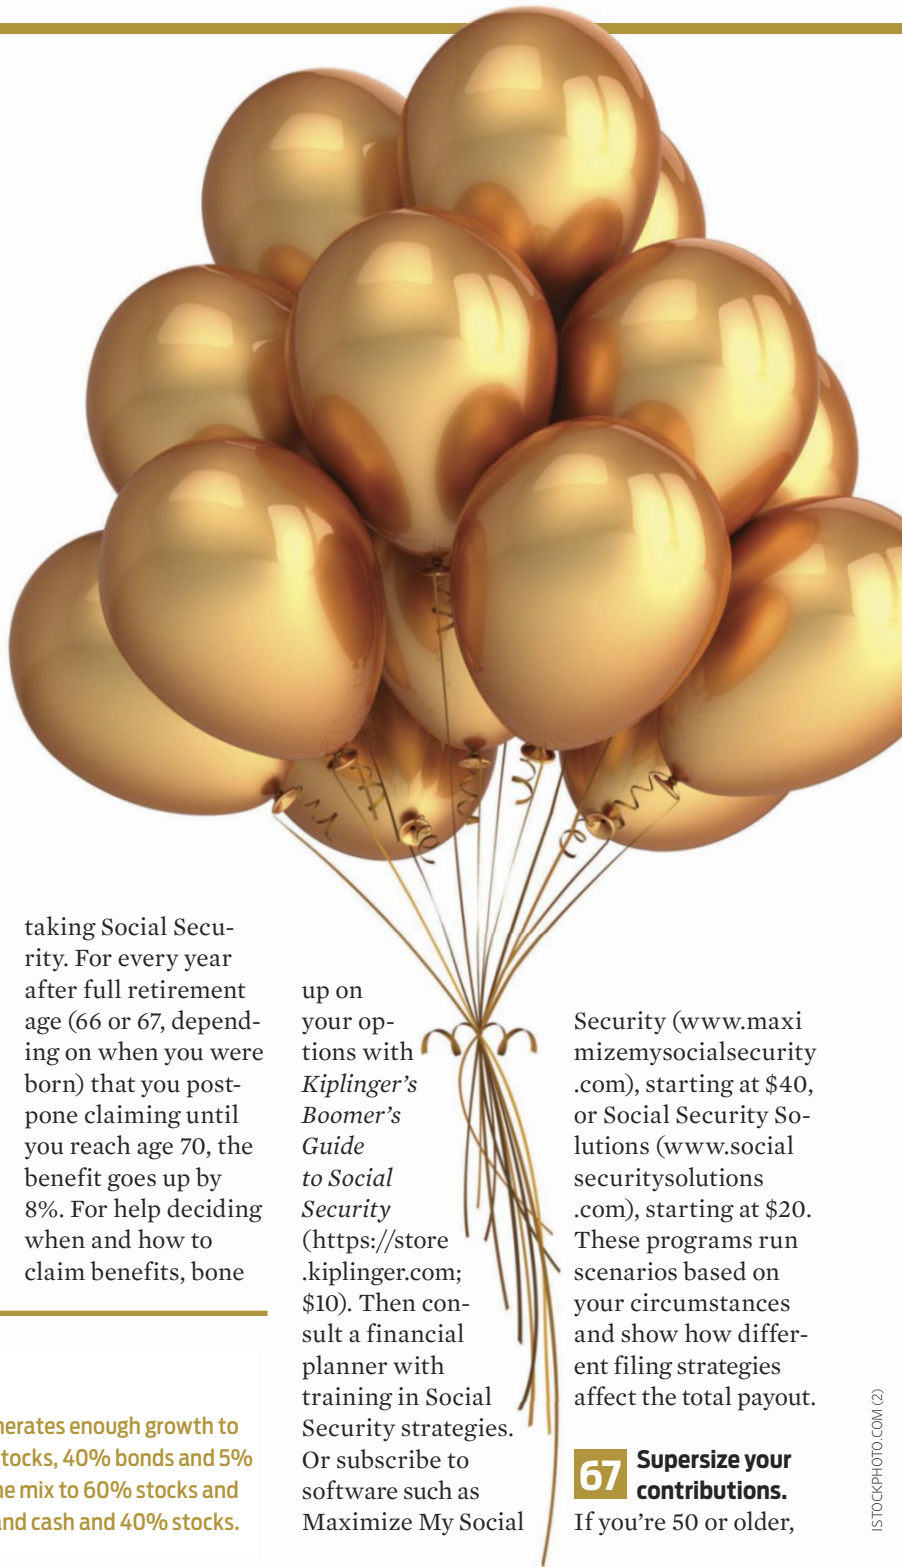 taking Social Secu-
rity. For every year
after full retirement
age (66 or 67, depend-
ing on when you were
born) that you post-
pone claiming until
you reach age 70, the
benefit goes up by
8%. For help deciding
when and how to
claim benefits, bone
up on
your op-
tions with
Kiplinger’s
Boomer’s
Guide
to Social
Security
(https://store
.kiplinger.com;
$10). Then con-
sult a financial
planner with
training in Social
Security strategies.
Or subscribe to
software such as
Maximize My Social
Security (www.maxi
mizemysocialsecurity
.com), starting at $40,
or Social Security So-
lutions (www.social
securitysolutions
.com), starting at $20.
These programs run
scenarios based on
your circumstances
and show how differ-
ent filing strategies
affect the total payout.
67 Supersize your
contributions.
If you’re 50 or older,
nerates enough growth to
stocks, 40% bonds and 5%
ne mix to 60% stocks and
and cash and 40% stocks.
ISTOCKPHOTO.COM (2)